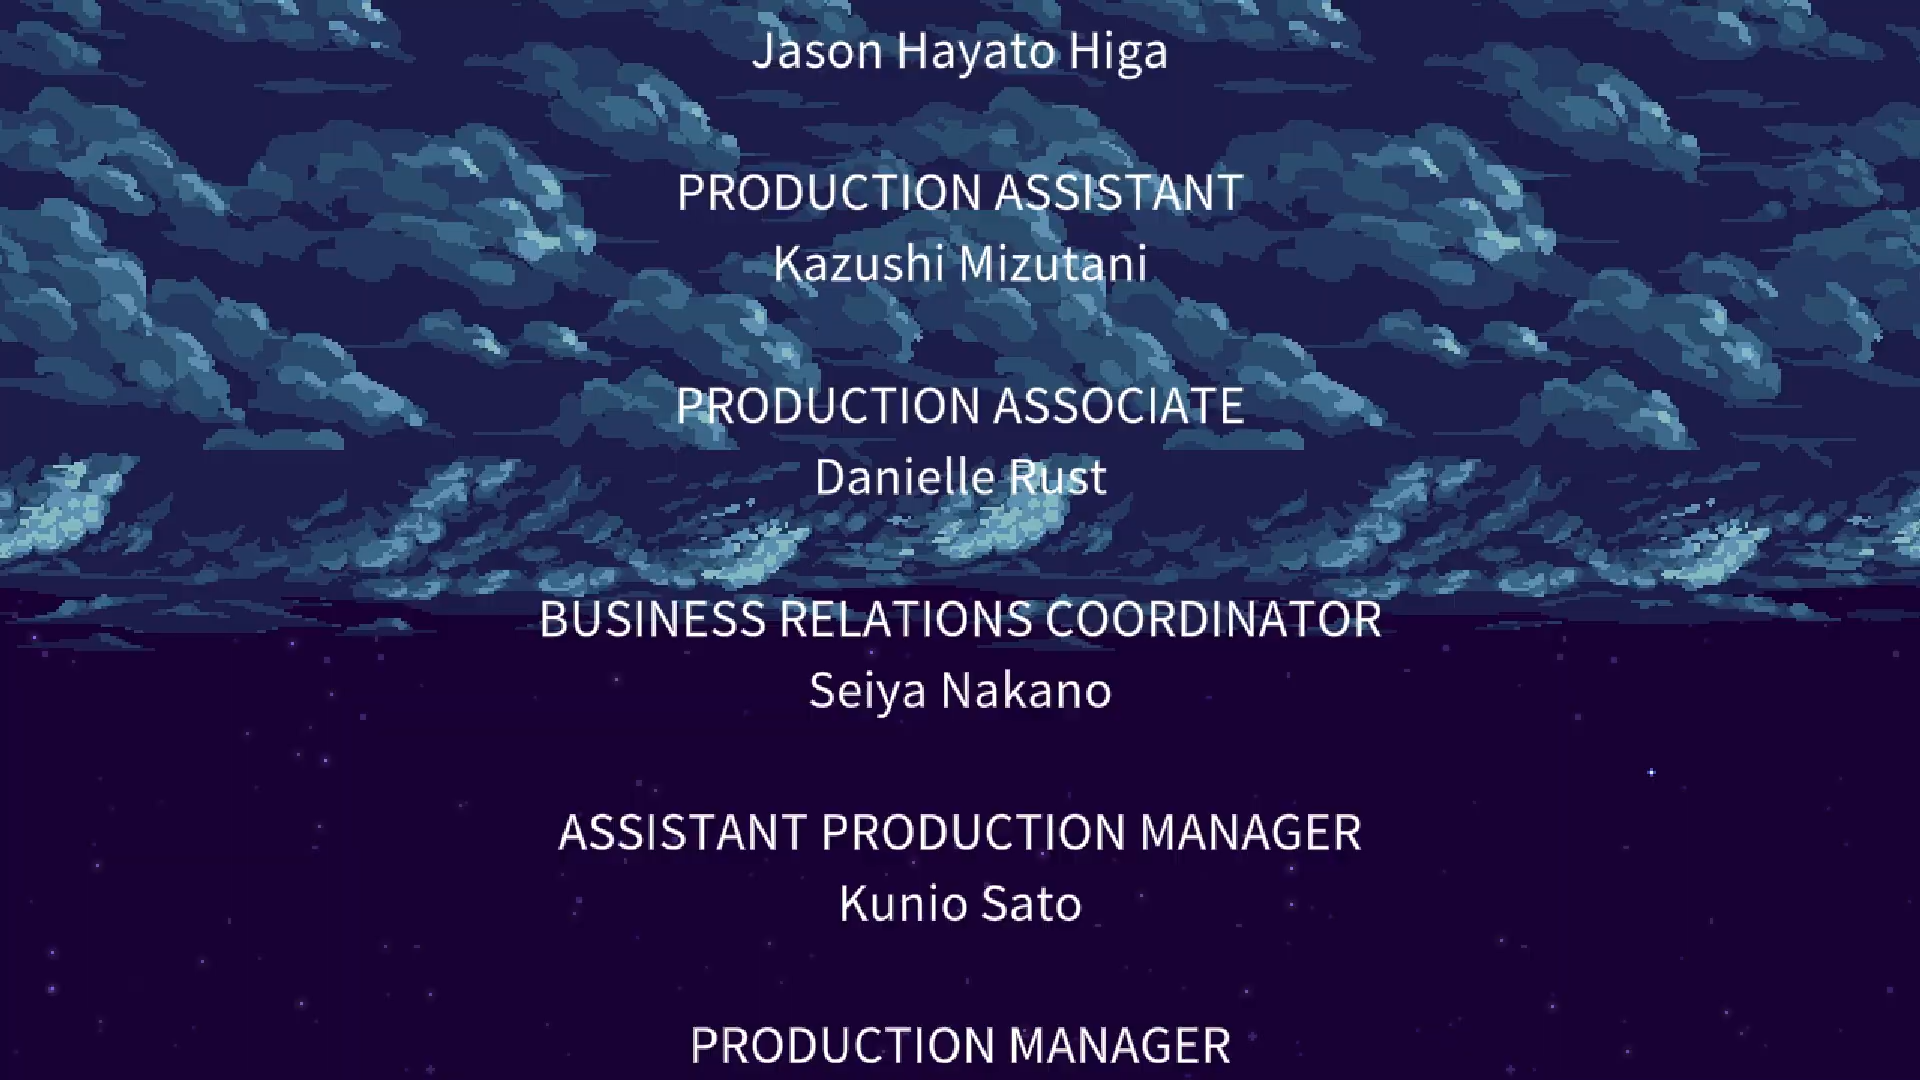 Jason Hayato Higa
PRODUCTION ASSISTANT
Kazushi Mizutani
PRODUCTION ASSOCIATE
Danielle Rust
BUSINESS RELATIONS COORDINATOR
Seiya Nakano
ASSISTANT PRODUCTION MANAGER
Kunio Sato
PRODUCTION MANAGER